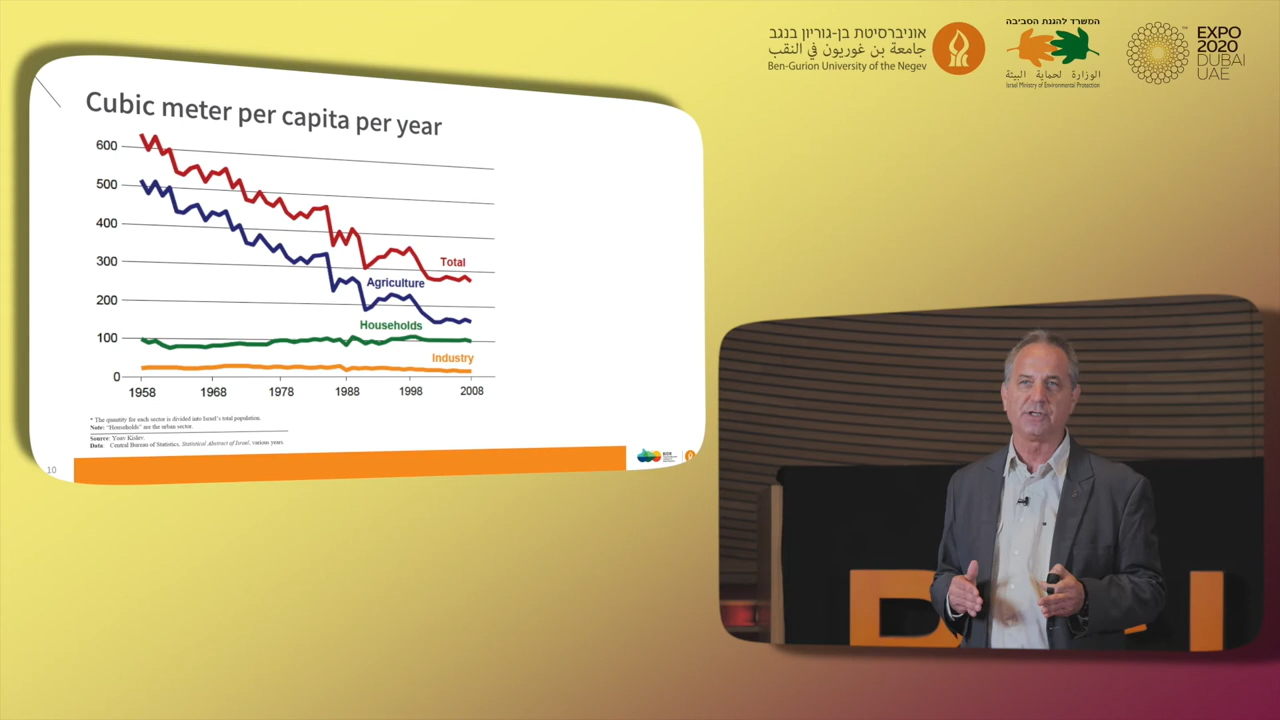 אוניברסיטת בן-גוריון בנגב
جامعة بن غوريون في النقب
Ben-Gurion University of the Negev
המשרד להגנת הסביבה
الوزارة لحماية البيئة
Israel Ministry of Environmental Protection
EXPO
2020
DUBAI
UAE
Cubic meter per capita per year
600
500
400
300
200
100
0
Total
Agriculture
Households
Industry
1958 1968 1978 1988 1998 2008
* The quantity for each sector is divided into Israel's total population.
Note: "Households" are the urban sector.
Source: Yoav Kislev.
Data: Central Bureau of Statistics, Statistical Abstract of Israel, various years
10